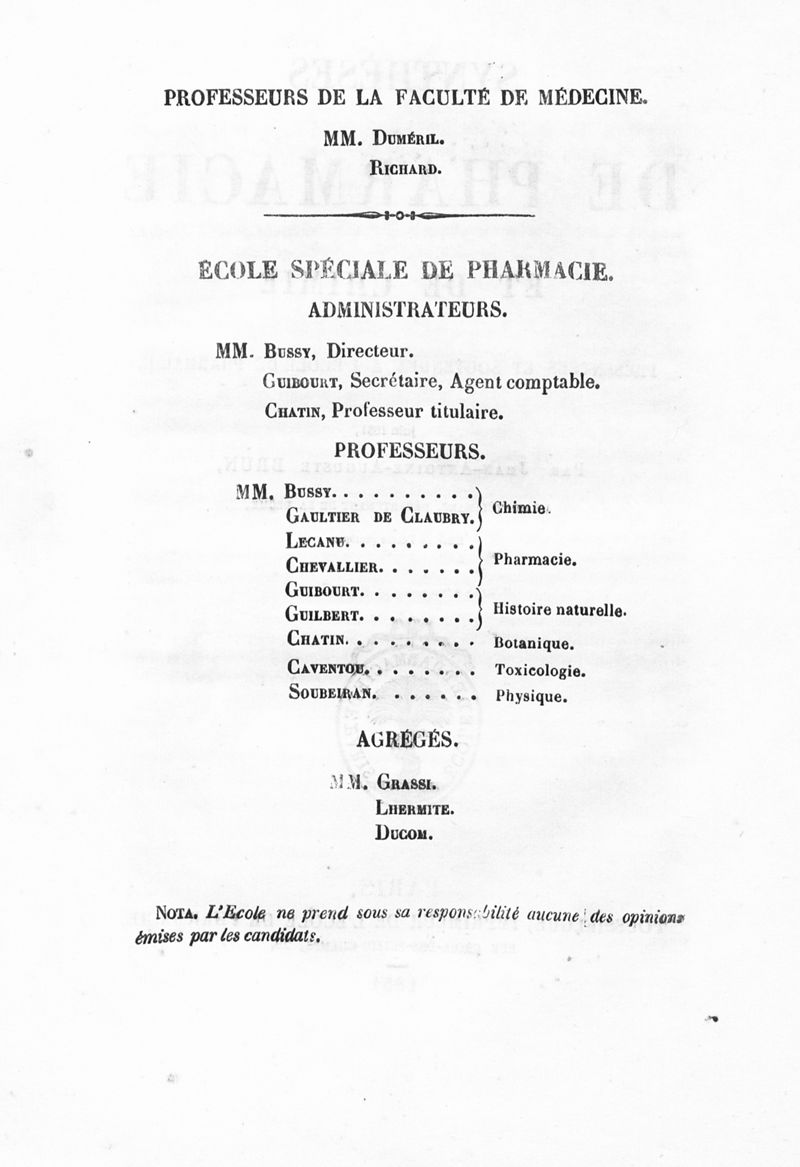 PROFESSEURS DE LA FACULTÉ DE MÉDECINE.
MM. DUMÉRIL.
RICHARD.
ÉCOLE SPÉCIALE DE PHARMACIE.
ADMINISTRATEURS.
MM. BUSSY, Directeur.
GUIBOURT, Secrétaire, Agent comptable.
CHATIN, Professeur titulaire.
PROFESSEURS.
MM. BUSSY. . . . . . . . . . .
GAULTIER DE CLAUBRY. } Chimie.
LECANU. . . . . . . . .
CHEVALLIER. . . . . . . } Pharmacie.
GUIBOURT. . . . . . . .
GUILBERT. . . . . . . . } Histoire naturelle.
CHATIN. . . . . . . . . Botanique.
CAVENTOU. . . . . . . . Toxicologie.
SOUBEIRAN. . . . . . . Physique.
AGRÉGÉS.
MM. GRASSI.
LHERMITE.
DUCOM.
NOTA. L'Ecole ne prend sous sa responsabilité aucune des opinions
émises par les candidats.